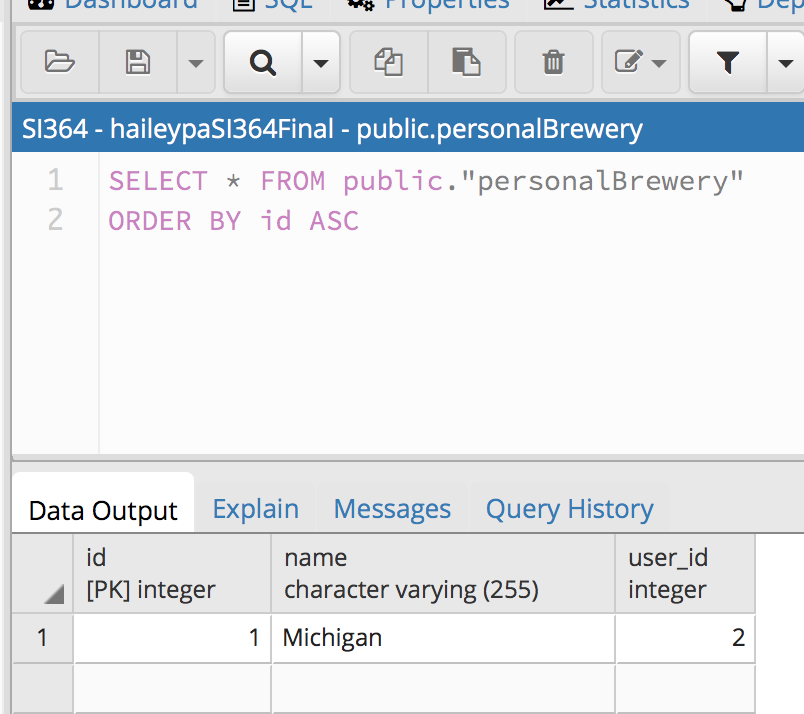 Dashboard SQL Properties Statistics Dep
SI364 - haileypaSI364Final - public.personalBrewery
1 SELECT * FROM public."personalBrewery"
2 ORDER BY id ASC
Data Output Explain Messages Query History
id name user_id
[PK] integer character varying (255) integer
1 1 Michigan 2